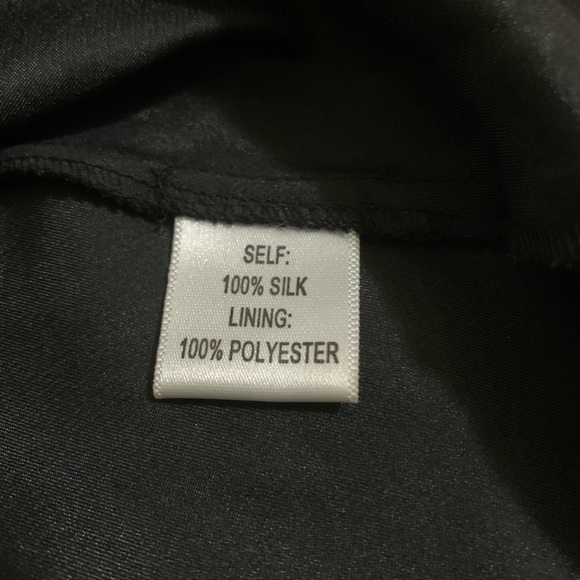 SELF:
100% SILK
LINING:
100% POLYESTER